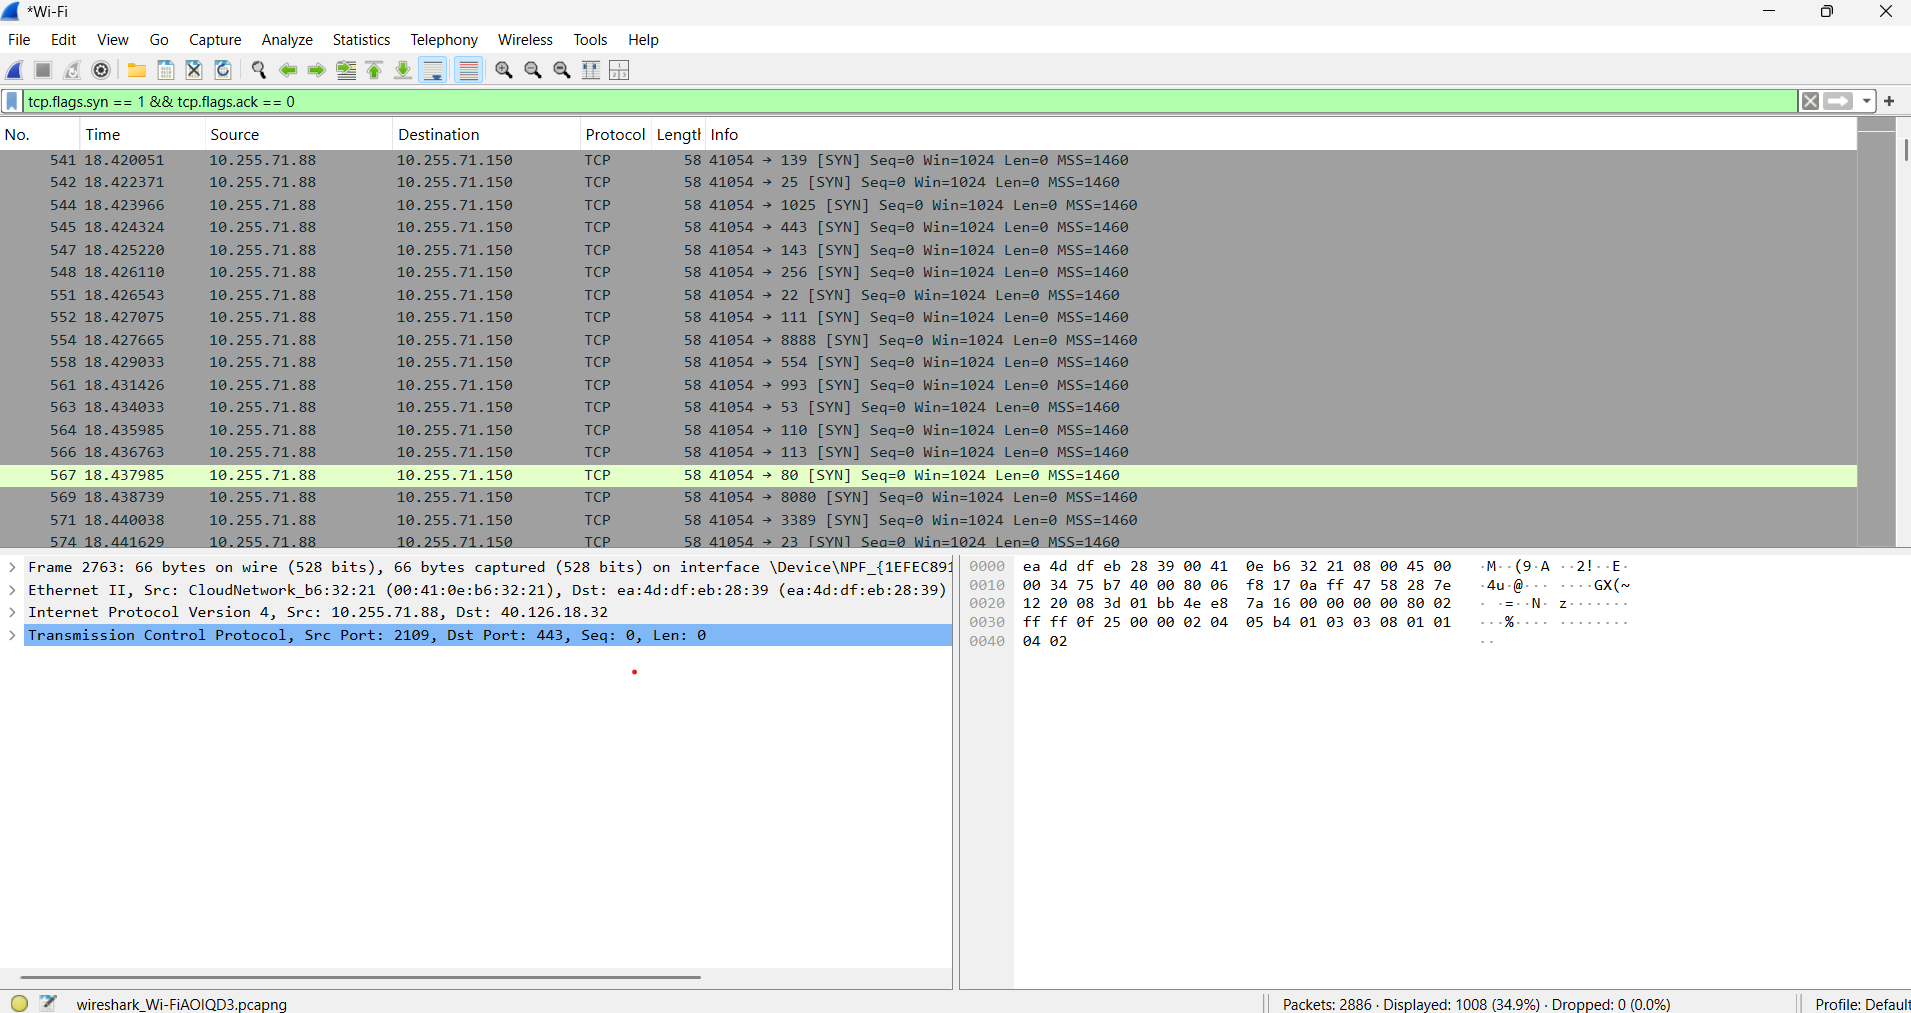 *Wi-Fi
File Edit View Go Capture Analyze Statistics Telephony Wireless Tools Help
tcp.flags.syn == 1 && tcp.flags.ack == 0
No. Time Source Destination Protocol Length Info
541 18.420051 10.255.71.88 10.255.71.150 TCP 58 41054 → 139 [SYN] Seq=0 Win=1024 Len=0 MSS=1460
542 18.422371 10.255.71.88 10.255.71.150 TCP 58 41054 → 25 [SYN] Seq=0 Win=1024 Len=0 MSS=1460
544 18.423966 10.255.71.88 10.255.71.150 TCP 58 41054 → 1025 [SYN] Seq=0 Win=1024 Len=0 MSS=1460
545 18.424324 10.255.71.88 10.255.71.150 TCP 58 41054 → 443 [SYN] Seq=0 Win=1024 Len=0 MSS=1460
547 18.425220 10.255.71.88 10.255.71.150 TCP 58 41054 → 143 [SYN] Seq=0 Win=1024 Len=0 MSS=1460
548 18.426110 10.255.71.88 10.255.71.150 TCP 58 41054 → 256 [SYN] Seq=0 Win=1024 Len=0 MSS=1460
551 18.426543 10.255.71.88 10.255.71.150 TCP 58 41054 → 22 [SYN] Seq=0 Win=1024 Len=0 MSS=1460
552 18.427075 10.255.71.88 10.255.71.150 TCP 58 41054 → 111 [SYN] Seq=0 Win=1024 Len=0 MSS=1460
554 18.427665 10.255.71.88 10.255.71.150 TCP 58 41054 → 8888 [SYN] Seq=0 Win=1024 Len=0 MSS=1460
558 18.429033 10.255.71.88 10.255.71.150 TCP 58 41054 → 554 [SYN] Seq=0 Win=1024 Len=0 MSS=1460
561 18.431426 10.255.71.88 10.255.71.150 TCP 58 41054 → 993 [SYN] Seq=0 Win=1024 Len=0 MSS=1460
563 18.434033 10.255.71.88 10.255.71.150 TCP 58 41054 → 53 [SYN] Seq=0 Win=1024 Len=0 MSS=1460
564 18.435985 10.255.71.88 10.255.71.150 TCP 58 41054 → 110 [SYN] Seq=0 Win=1024 Len=0 MSS=1460
566 18.436763 10.255.71.88 10.255.71.150 TCP 58 41054 → 113 [SYN] Seq=0 Win=1024 Len=0 MSS=1460
567 18.437985 10.255.71.88 10.255.71.150 TCP 58 41054 → 80 [SYN] Seq=0 Win=1024 Len=0 MSS=1460
569 18.438739 10.255.71.88 10.255.71.150 TCP 58 41054 → 8080 [SYN] Seq=0 Win=1024 Len=0 MSS=1460
571 18.440038 10.255.71.88 10.255.71.150 TCP 58 41054 → 3389 [SYN] Seq=0 Win=1024 Len=0 MSS=1460
574 18.441629 10.255.71.88 10.255.71.150 TCP 58 41054 → 23 [SYN] Seq=0 Win=1024 Len=0 MSS=1460
Frame 2763: 66 bytes on wire (528 bits), 66 bytes captured (528 bits) on interface \Device\NPF_{1EFEC891
Ethernet II, Src: CloudNetwork_b6:32:21 (00:41:0e:b6:32:21), Dst: ea:4d:df:eb:28:39 (ea:4d:df:eb:28:39)
Internet Protocol Version 4, Src: 10.255.71.88, Dst: 40.126.18.32
Transmission Control Protocol, Src Port: 2109, Dst Port: 443, Seq: 0, Len: 0
0000 ea 4d df eb 28 39 00 41 0e b6 32 21 08 00 45 00 ·M··(9·A ··2!··E·
0010 00 34 75 b7 40 00 80 06 f8 17 0a ff 47 58 28 7e ·4u·@··· ····GX(~
0020 12 20 08 3d 01 bb 4e e8 7a 16 00 00 00 00 80 02 · ·=··N· z·······
0030 ff ff 0f 25 00 00 02 04 05 b4 01 03 03 08 01 01 ···%···· ········
0040 04 02 ··
wireshark_Wi-FiAOIQD3.pcapng
Packets: 2886 · Displayed: 1008 (34.9%) · Dropped: 0 (0.0%)
Profile: Default